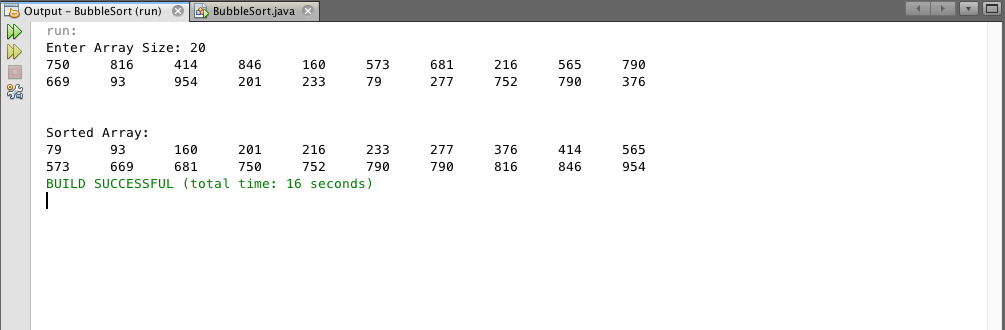 Output – BubbleSort (run) BubbleSort.java
run:
Enter Array Size: 20
750 816 414 846 160 573 681 216 565 790
669 93 954 201 233 79 277 752 790 376
Sorted Array:
79 93 160 201 216 233 277 376 414 565
573 669 681 750 752 790 790 816 846 954
BUILD SUCCESSFUL (total time: 16 seconds)